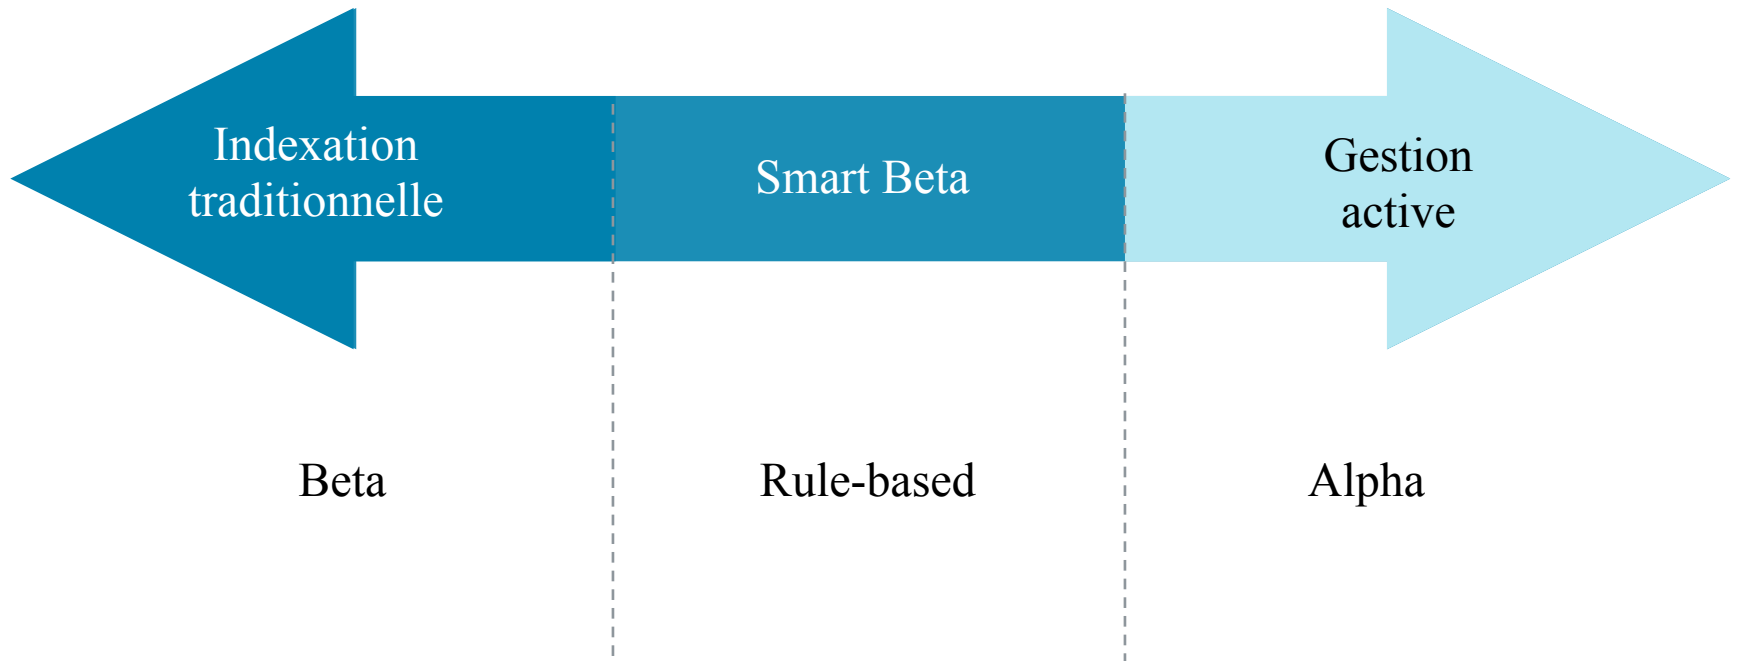 Indexation
traditionnelle
Smart Beta
Gestion
active
Beta
Rule-based
Alpha